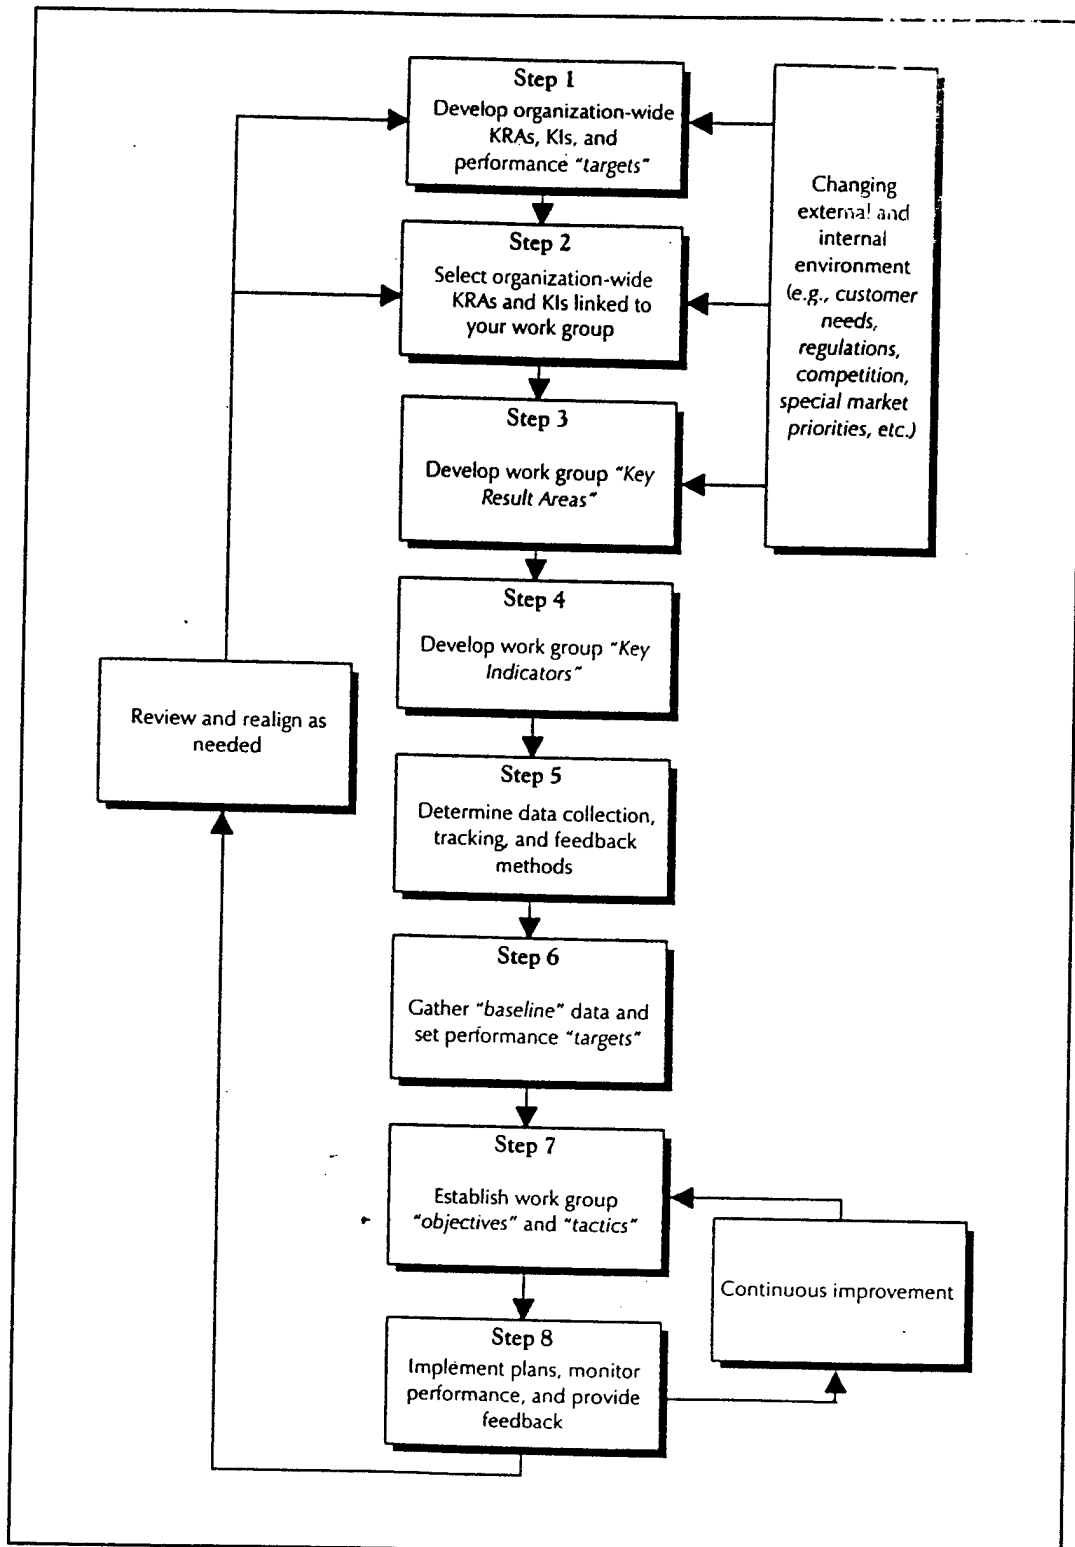 Step 1
Develop organization-wide
KRAs, KIs, and
performance "targets"
Changing
external and
internal
environment
(e.g., customer
needs,
regulations,
competition,
special market
priorities, etc.)
Step 2
Select organization-wide
KRAs and KIs linked to
your work group
Step 3
Develop work group "Key
Result Areas"
Step 4
Develop work group "Key
Indicators"
Review and realign as
needed
Step 5
Determine data collection,
tracking, and feedback
methods
Step 6
Gather "baseline" data and
set performance "targets"
Step 7
Establish work group
"objectives" and "tactics"
Continuous improvement
Step 8
Implement plans, monitor
performance, and provide
feedback